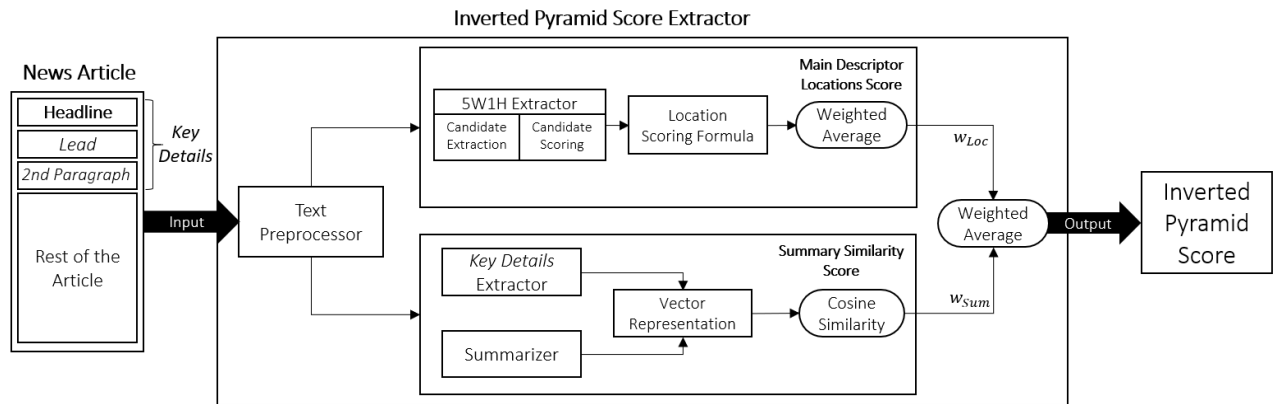 Inverted Pyramid Score Extractor
News Article
Headline
Lead
2nd Paragraph
Rest of the
Article
Key
Details
Input
Text
Preprocessor
Main Descriptor
Locations Score
5W1H Extractor
Candidate
Extraction
Candidate
Scoring
Location
Scoring Formula
Weighted
Average
w_Loc
Summary Similarity
Score
Key Details
Extractor
Summarizer
Vector
Representation
Cosine
Similarity
w_Sum
Weighted
Average
Output
Inverted
Pyramid
Score